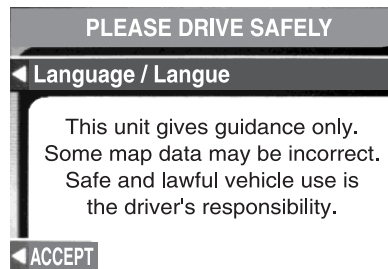 PLEASE DRIVE SAFELY
Language / Langue
This unit gives guidance only.
Some map data may be incorrect.
Safe and lawful vehicle use is
the driver's responsibility.
ACCEPT